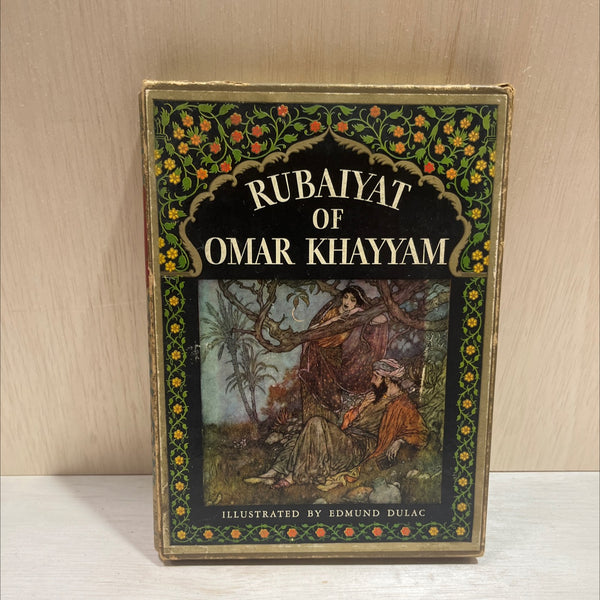 RUBAIYAT
OF
OMAR KHAYYAM
ILLUSTRATED BY EDMUND DULAC